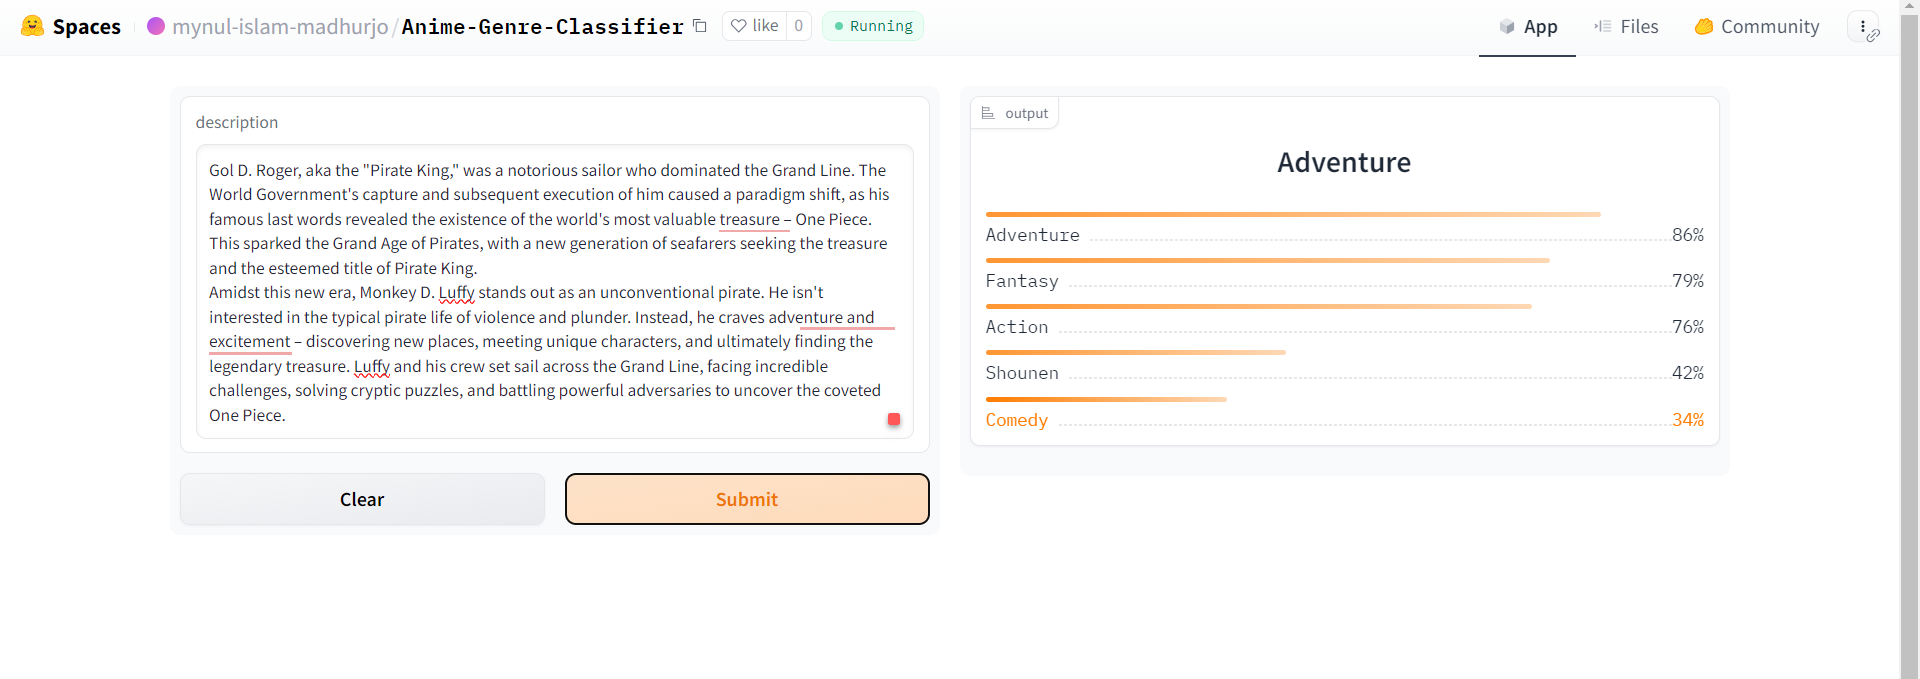 Spaces mynul-islam-madhurjo/Anime-Genre-Classifier like 0 Running App Files Community
description
Gol D. Roger, aka the "Pirate King," was a notorious sailor who dominated the Grand Line. The
World Government's capture and subsequent execution of him caused a paradigm shift, as his
famous last words revealed the existence of the world's most valuable treasure – One Piece.
This sparked the Grand Age of Pirates, with a new generation of seafarers seeking the treasure
and the esteemed title of Pirate King.
Amidst this new era, Monkey D. Luffy stands out as an unconventional pirate. He isn't
interested in the typical pirate life of violence and plunder. Instead, he craves adventure and
excitement – discovering new places, meeting unique characters, and ultimately finding the
legendary treasure. Luffy and his crew set sail across the Grand Line, facing incredible
challenges, solving cryptic puzzles, and battling powerful adversaries to uncover the coveted
One Piece.
Clear Submit
output
Adventure
Adventure 86%
Fantasy 79%
Action 76%
Shounen 42%
Comedy 34%